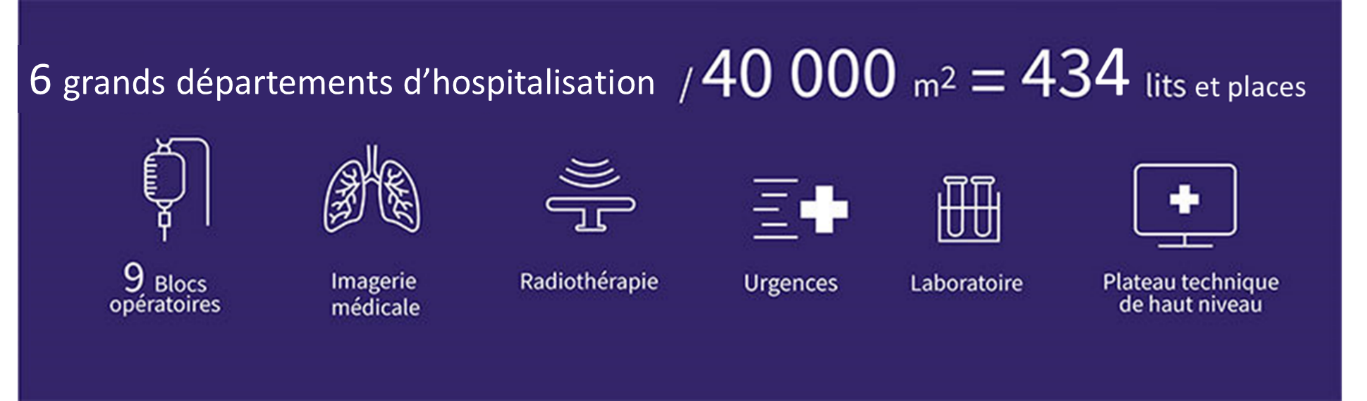 6 grands départements d’hospitalisation / 40 000 m² = 434 lits et places
9 Blocs
opératoires
Imagerie
médicale
Radiothérapie
Urgences
Laboratoire
Plateau technique
de haut niveau